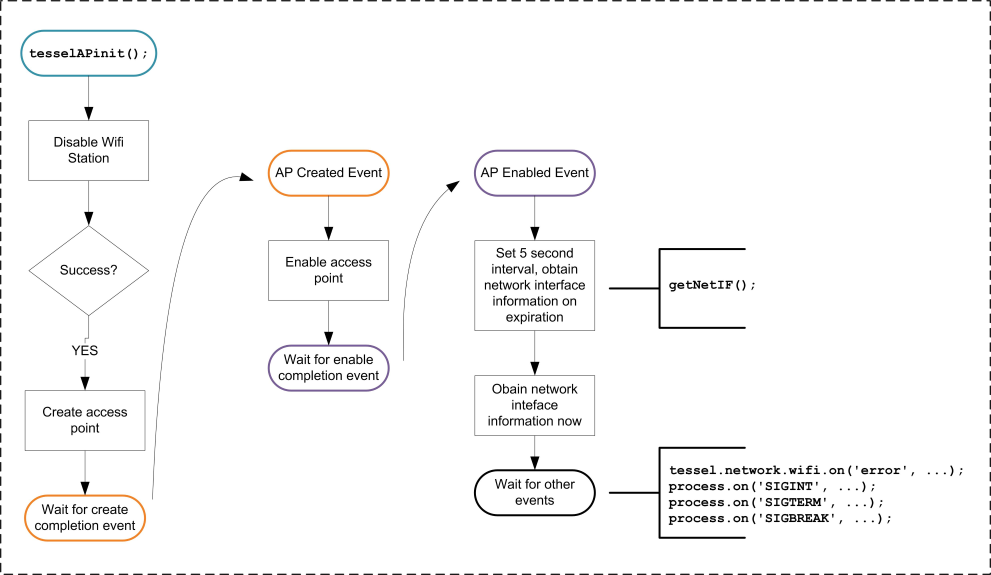 tesselAPinit();
Disable Wifi
Station
Success?
YES
Create access
point
Wait for create
completion event
AP Created Event
Enable access
point
Wait for enable
completion event
AP Enabled Event
Set 5 second
interval, obtain
network interface
information on
expiration
getNetIF();
Obain network
inteface
information now
Wait for other
events
tessel.network.wifi.on('error', ...);
process.on('SIGINT', ...);
process.on('SIGTERM', ...);
process.on('SIGBREAK', ...);